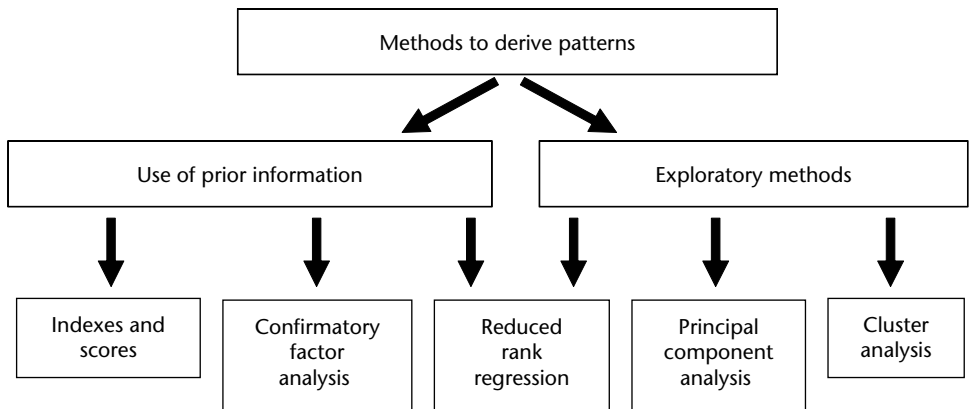 Methods to derive patterns
Use of prior information
Exploratory methods
Indexes and
scores
Confirmatory
factor
analysis
Reduced
rank
regression
Principal
component
analysis
Cluster
analysis